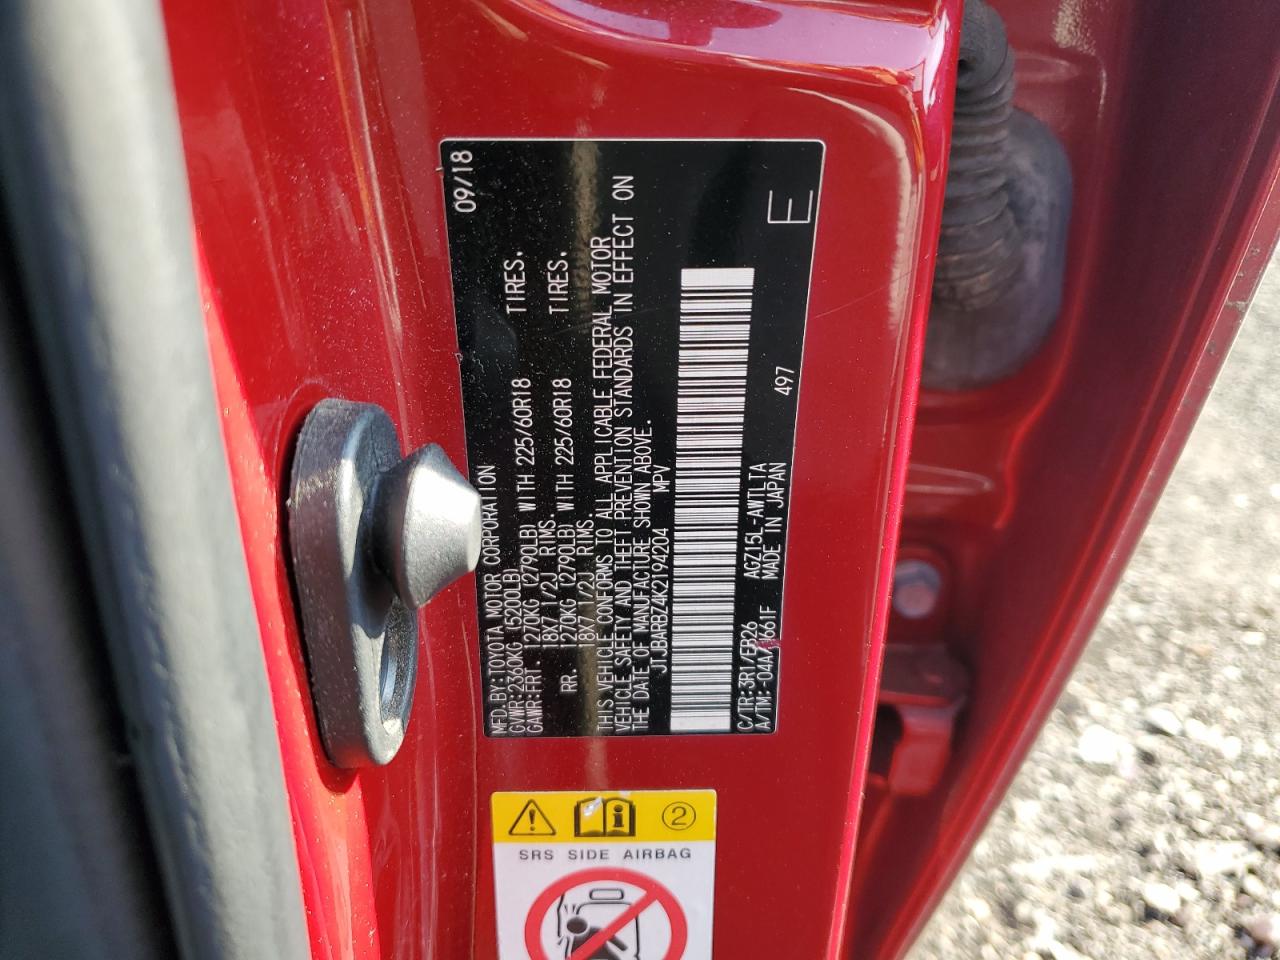 09/18
MFD.BY:TOYOTA MOTOR CORPORATION
GVWR:2360KG (5200LB)
GAWR:FRT. 1270KG (2790LB) WITH 225/60R18 TIRES.
18X7 1/2J RIMS.
RR. 1270KG (2790LB) WITH 225/60R18 TIRES.
18X7 1/2J RIMS.
THIS VEHICLE CONFORMS TO ALL APPLICABLE FEDERAL MOTOR
VEHICLE SAFETY AND THEFT PREVENTION STANDARDS IN EFFECT ON
THE DATE OF MANUFACTURE SHOWN ABOVE.
JTJBARBZ4K2194204 MPV
C/TR:3R1/EB26 AGZ15L-AWTLTA
MADE IN JAPAN 497
E
2
SRS SIDE AIRBAG